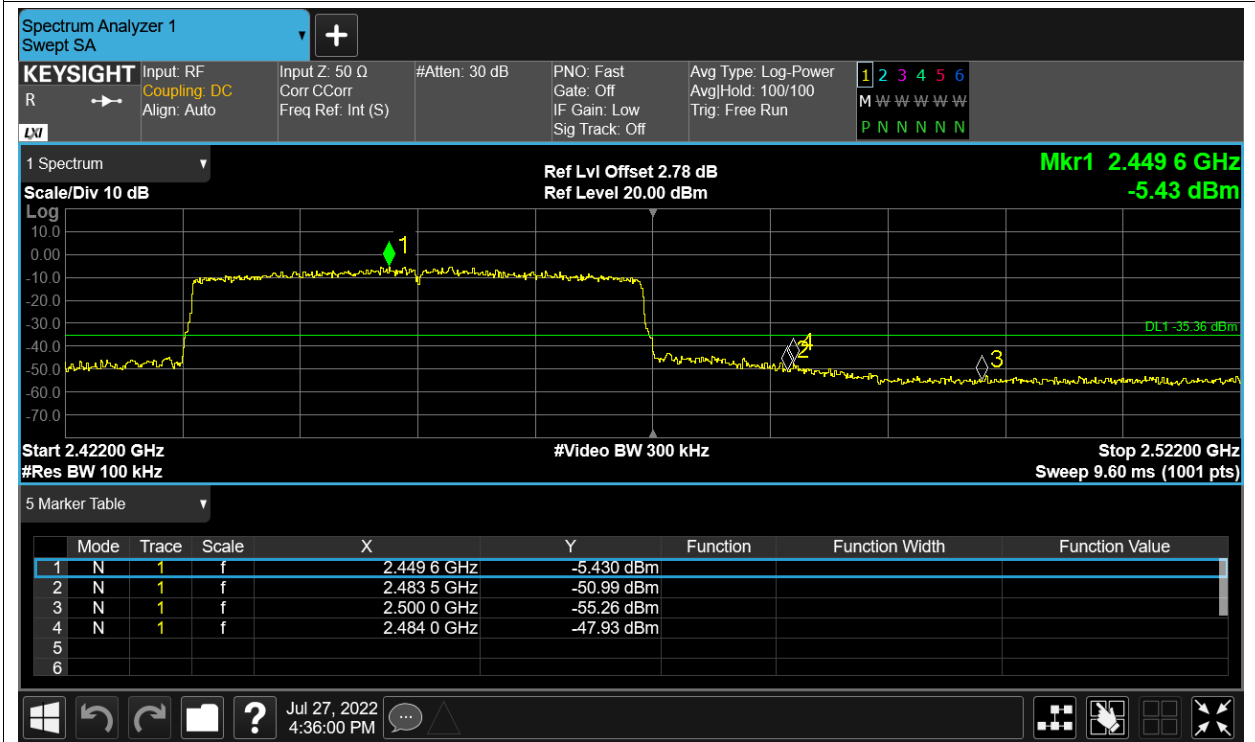 Spectrum Analyzer 1
Swept SA
KEYSIGHT Input: RF Input Z: 50 Ω #Atten: 30 dB PNO: Fast Avg Type: Log-Power 1 2 3 4 5 6
R Coupling: DC Corr CCorr Gate: Off Avg|Hold: 100/100 M W W W W W
Align: Auto Freq Ref: Int (S) IF Gain: Low Trig: Free Run
LXI Sig Track: Off P N N N N N
1 Spectrum Ref Lvl Offset 2.78 dB Mkr1 2.449 6 GHz
Scale/Div 10 dB Ref Level 20.00 dBm -5.43 dBm
Log
10.0
0.00
-10.0
-20.0
-30.0
-40.0
-50.0
-60.0
-70.0
1
DL1 -35.36 dBm
4
2
3
Start 2.42200 GHz #Video BW 300 kHz Stop 2.52200 GHz
#Res BW 100 kHz Sweep 9.60 ms (1001 pts)
5 Marker Table
Mode Trace Scale X Y Function Function Width Function Value
1 N 1 f 2.449 6 GHz -5.430 dBm
2 N 1 f 2.483 5 GHz -50.99 dBm
3 N 1 f 2.500 0 GHz -55.26 dBm
4 N 1 f 2.484 0 GHz -47.93 dBm
5
6
? Jul 27, 2022
4:36:00 PM